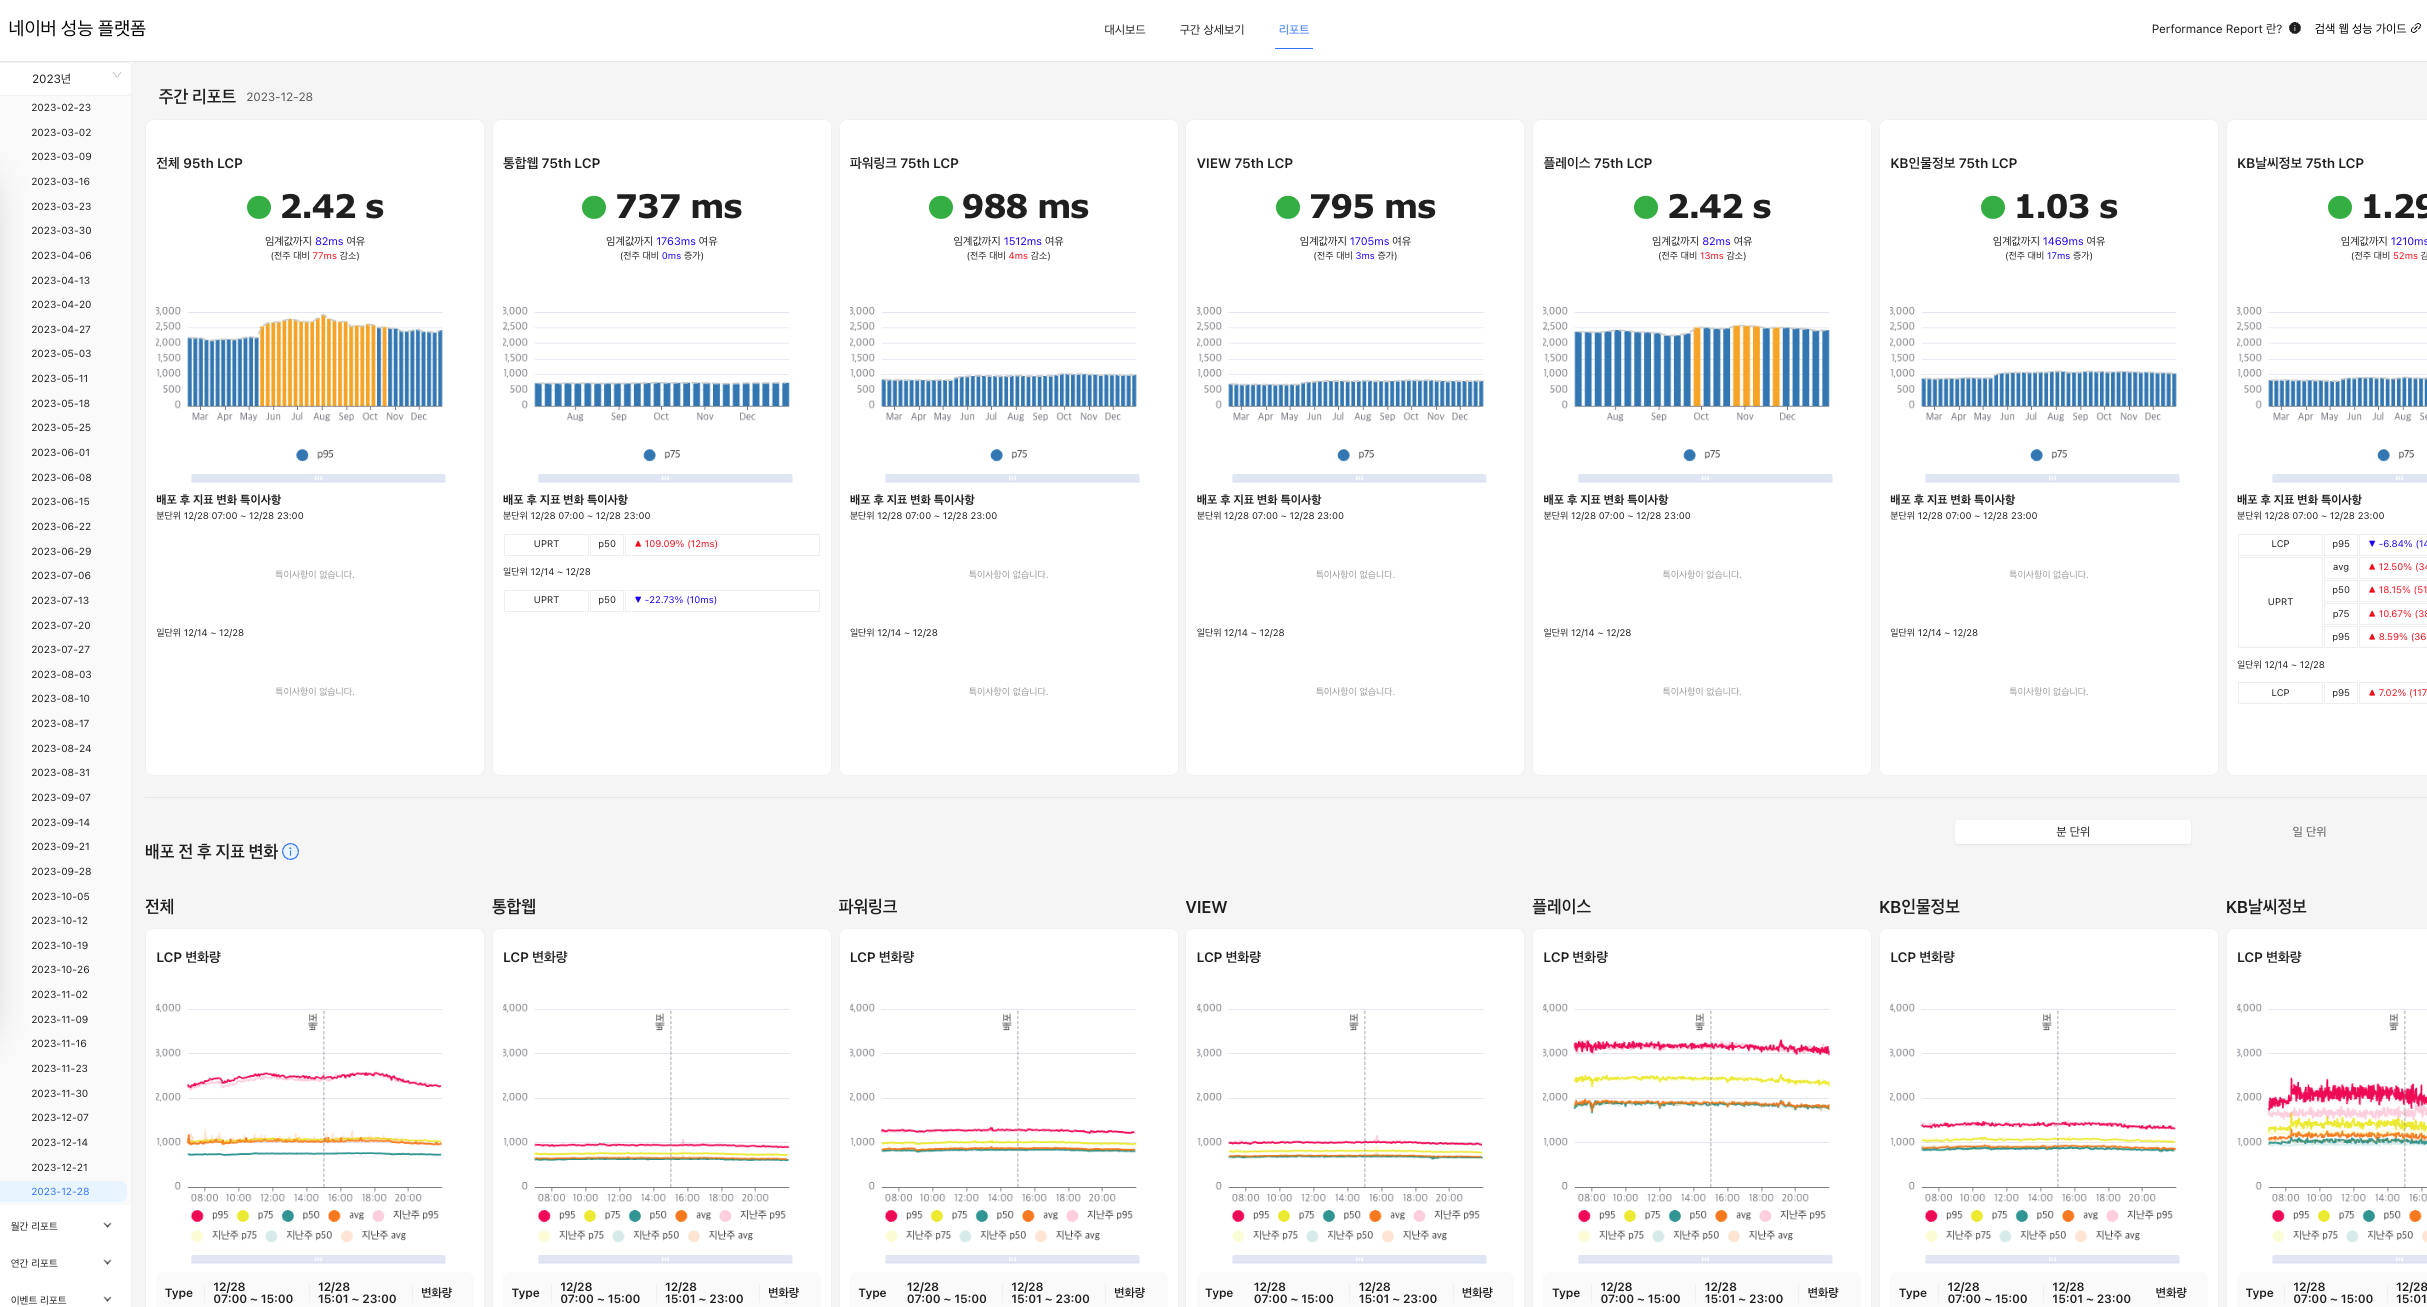 네이버 성능 플랫폼
대시보드 구간 상세보기 리포트
Performance Report 란? 검색 웹 성능 가이드
2023년
2023-02-23
2023-03-02
2023-03-09
2023-03-16
2023-03-23
2023-03-30
2023-04-06
2023-04-13
2023-04-20
2023-04-27
2023-05-03
2023-05-11
2023-05-18
2023-05-25
2023-06-01
2023-06-08
2023-06-15
2023-06-22
2023-06-29
2023-07-06
2023-07-13
2023-07-20
2023-07-27
2023-08-03
2023-08-10
2023-08-17
2023-08-24
2023-08-31
2023-09-07
2023-09-14
2023-09-21
2023-09-28
2023-10-05
2023-10-12
2023-10-19
2023-10-26
2023-11-02
2023-11-09
2023-11-16
2023-11-23
2023-11-30
2023-12-07
2023-12-14
2023-12-21
2023-12-28
월간 리포트
연간 리포트
이벤트 리포트
주간 리포트 2023-12-28
전체 95th LCP
2.42 s
임계값까지 82ms 여유
(전주 대비 77ms 감소)
3,000
2,500
2,000
1,500
1,000
500
0
Mar Apr May Jun Jul Aug Sep Oct Nov Dec
p95
배포 후 지표 변화 특이사항
분단위 12/28 07:00 ~ 12/28 23:00
특이사항이 없습니다.
일단위 12/14 ~ 12/28
특이사항이 없습니다.
통합웹 75th LCP
737 ms
임계값까지 1763ms 여유
(전주 대비 0ms 증가)
3,000
2,500
2,000
1,500
1,000
500
0
Aug Sep Oct Nov Dec
p75
배포 후 지표 변화 특이사항
분단위 12/28 07:00 ~ 12/28 23:00
UPRT p50 ▲ 109.09% (12ms)
일단위 12/14 ~ 12/28
UPRT p50 ▼ -22.73% (10ms)
파워링크 75th LCP
988 ms
임계값까지 1512ms 여유
(전주 대비 4ms 감소)
3,000
2,500
2,000
1,500
1,000
500
0
Mar Apr May Jun Jul Aug Sep Oct Nov Dec
p75
배포 후 지표 변화 특이사항
분단위 12/28 07:00 ~ 12/28 23:00
특이사항이 없습니다.
일단위 12/14 ~ 12/28
특이사항이 없습니다.
VIEW 75th LCP
795 ms
임계값까지 1705ms 여유
(전주 대비 3ms 증가)
3,000
2,500
2,000
1,500
1,000
500
0
Mar Apr May Jun Jul Aug Sep Oct Nov Dec
p75
배포 후 지표 변화 특이사항
분단위 12/28 07:00 ~ 12/28 23:00
특이사항이 없습니다.
일단위 12/14 ~ 12/28
특이사항이 없습니다.
플레이스 75th LCP
2.42 s
임계값까지 82ms 여유
(전주 대비 13ms 감소)
3,000
2,500
2,000
1,500
1,000
500
0
Aug Sep Oct Nov Dec
p75
배포 후 지표 변화 특이사항
분단위 12/28 07:00 ~ 12/28 23:00
특이사항이 없습니다.
일단위 12/14 ~ 12/28
특이사항이 없습니다.
KB인물정보 75th LCP
1.03 s
임계값까지 1469ms 여유
(전주 대비 17ms 증가)
3,000
2,500
2,000
1,500
1,000
500
0
Mar Apr May Jun Jul Aug Sep Oct Nov Dec
p75
배포 후 지표 변화 특이사항
분단위 12/28 07:00 ~ 12/28 23:00
특이사항이 없습니다.
일단위 12/14 ~ 12/28
특이사항이 없습니다.
KB날씨정보 75th LCP
1.29
임계값까지 1210ms
(전주 대비 52ms
3,000
2,500
2,000
1,500
1,000
500
0
Mar Apr May Jun Jul Aug
p75
배포 후 지표 변화 특이사항
분단위 12/28 07:00 ~ 12/28 23:00
LCP p95 ▼ -6.84% (14
UPRT avg ▲ 12.50% (34
p50 ▲ 18.15% (51
p75 ▲ 10.67% (38
p95 ▲ 8.59% (36
일단위 12/14 ~ 12/28
LCP p95 ▲ 7.02% (117
분 단위 일 단위
배포 전 후 지표 변화
전체
LCP 변화량
배포
4,000
3,000
2,000
1,000
0
08:00 10:00 12:00 14:00 16:00 18:00 20:00
p95 p75 p50 avg 지난주 p95
지난주 p75 지난주 p50 지난주 avg
Type 12/28 07:00 ~ 15:00 12/28 15:01 ~ 23:00 변화량
통합웹
LCP 변화량
배포
4,000
3,000
2,000
1,000
0
08:00 10:00 12:00 14:00 16:00 18:00 20:00
p95 p75 p50 avg 지난주 p95
지난주 p75 지난주 p50 지난주 avg
Type 12/28 07:00 ~ 15:00 12/28 15:01 ~ 23:00 변화량
파워링크
LCP 변화량
배포
4,000
3,000
2,000
1,000
0
08:00 10:00 12:00 14:00 16:00 18:00 20:00
p95 p75 p50 avg 지난주 p95
지난주 p75 지난주 p50 지난주 avg
Type 12/28 07:00 ~ 15:00 12/28 15:01 ~ 23:00 변화량
VIEW
LCP 변화량
배포
4,000
3,000
2,000
1,000
0
08:00 10:00 12:00 14:00 16:00 18:00 20:00
p95 p75 p50 avg 지난주 p95
지난주 p75 지난주 p50 지난주 avg
Type 12/28 07:00 ~ 15:00 12/28 15:01 ~ 23:00 변화량
플레이스
LCP 변화량
배포
4,000
3,000
2,000
1,000
0
08:00 10:00 12:00 14:00 16:00 18:00 20:00
p95 p75 p50 avg 지난주 p95
지난주 p75 지난주 p50 지난주 avg
Type 12/28 07:00 ~ 15:00 12/28 15:01 ~ 23:00 변화량
KB인물정보
LCP 변화량
배포
4,000
3,000
2,000
1,000
0
08:00 10:00 12:00 14:00 16:00 18:00 20:00
p95 p75 p50 avg 지난주 p95
지난주 p75 지난주 p50 지난주 avg
Type 12/28 07:00 ~ 15:00 12/28 15:01 ~ 23:00 변화량
KB날씨정보
LCP 변화량
배포
4,000
3,000
2,000
1,000
0
08:00 10:00 12:00 14:00
p95 p75 p50
지난주 p75 지난주 p50
Type 12/28 07:00 ~ 15:00 12/28 15:01